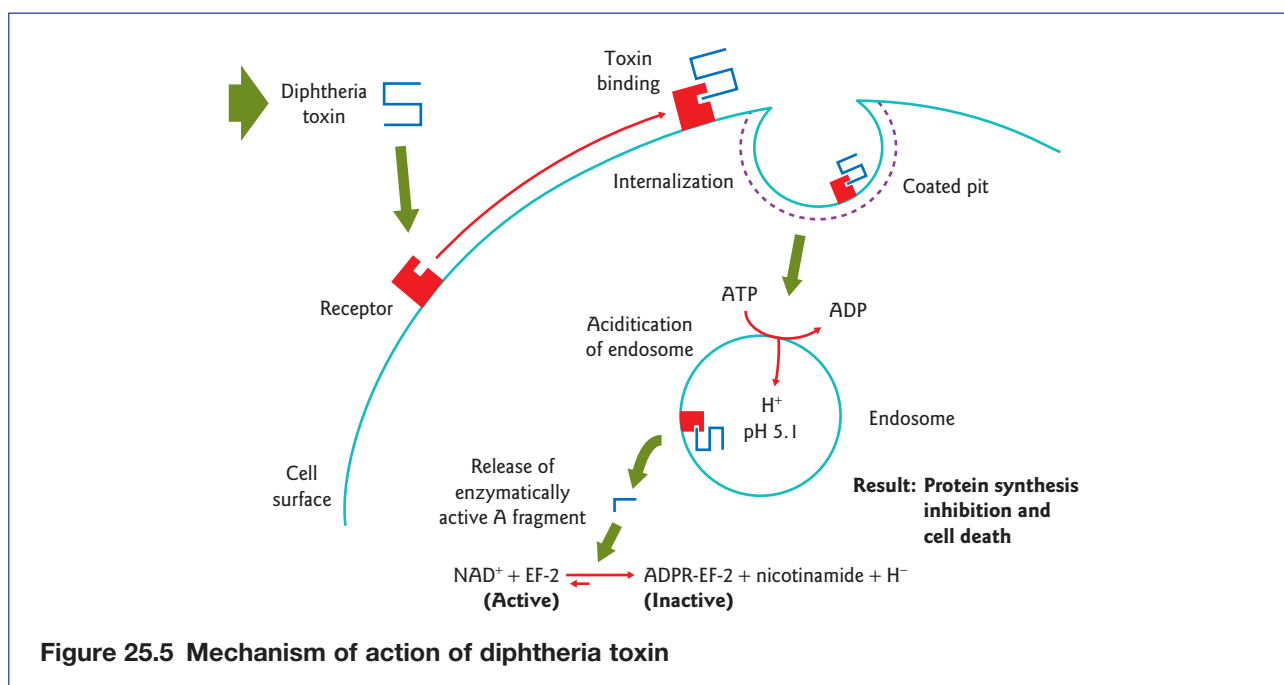 Diphtheria
toxin
Toxin
binding
Internalization
Coated pit
Receptor
ATP
ADP
Aciditication
of endosome
H⁺
pH 5.1
Endosome
Cell
surface
Release of
enzymatically
active A fragment
Result: Protein synthesis
inhibition and
cell death
NAD⁺ + EF-2 ADPR-EF-2 + nicotinamide + H⁻
(Active) (Inactive)
Figure 25.5 Mechanism of action of diphtheria toxin